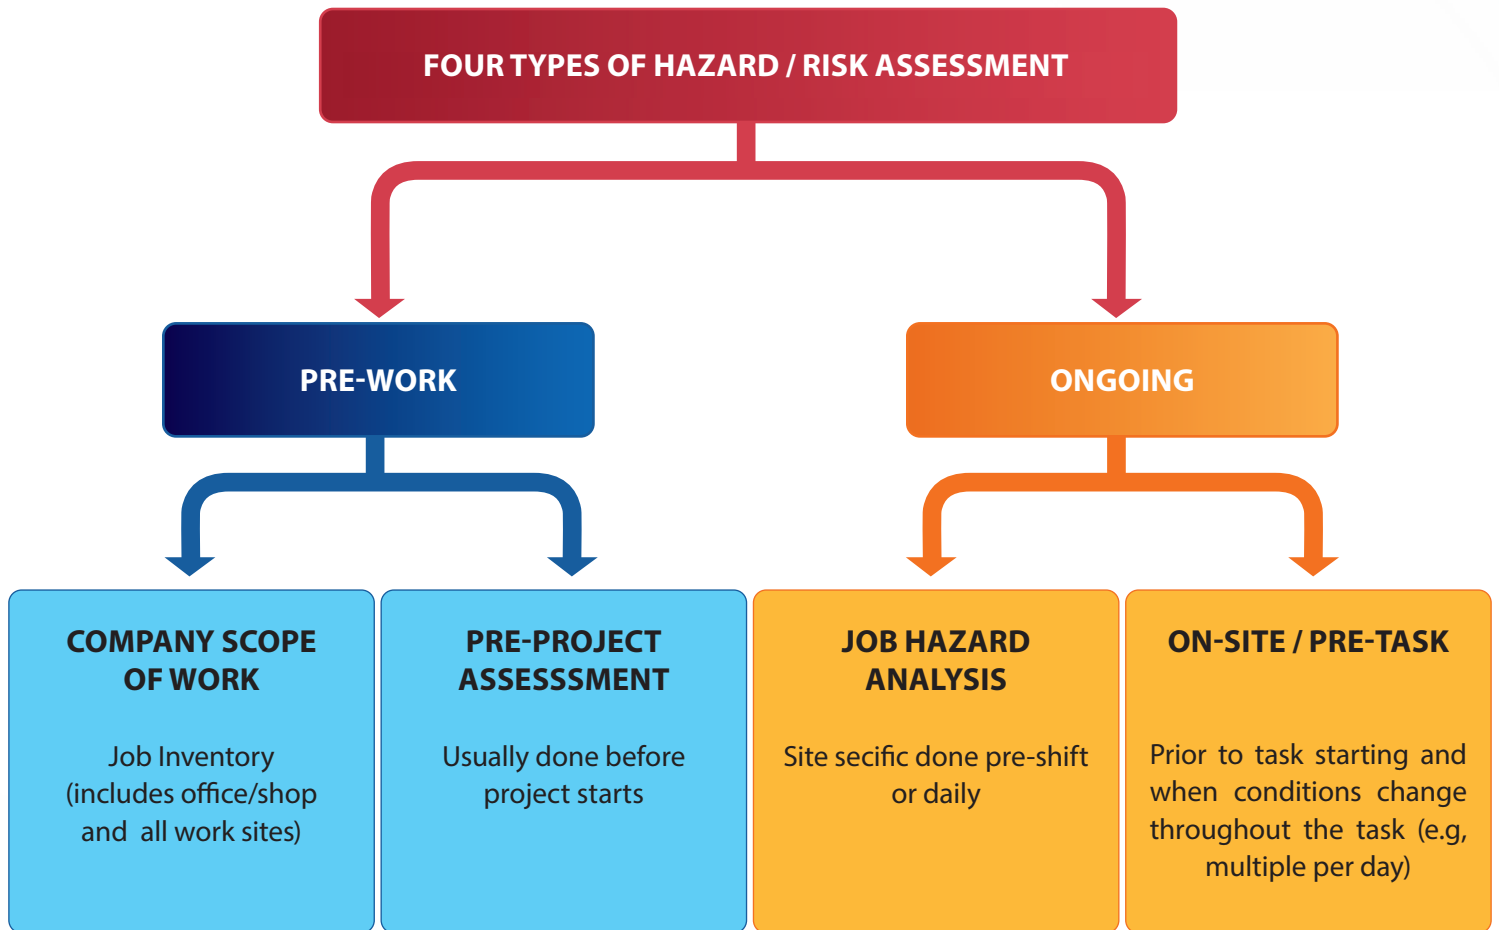 FOUR TYPES OF HAZARD / RISK ASSESSMENT
PRE-WORK
ONGOING
COMPANY SCOPE
OF WORK
Job Inventory
(includes office/shop
and all work sites)
PRE-PROJECT
ASSESSSMENT
Usually done before
project starts
JOB HAZARD
ANALYSIS
Site secific done pre-shift
or daily
ON-SITE / PRE-TASK
Prior to task starting and
when conditions change
throughout the task (e.g,
multiple per day)